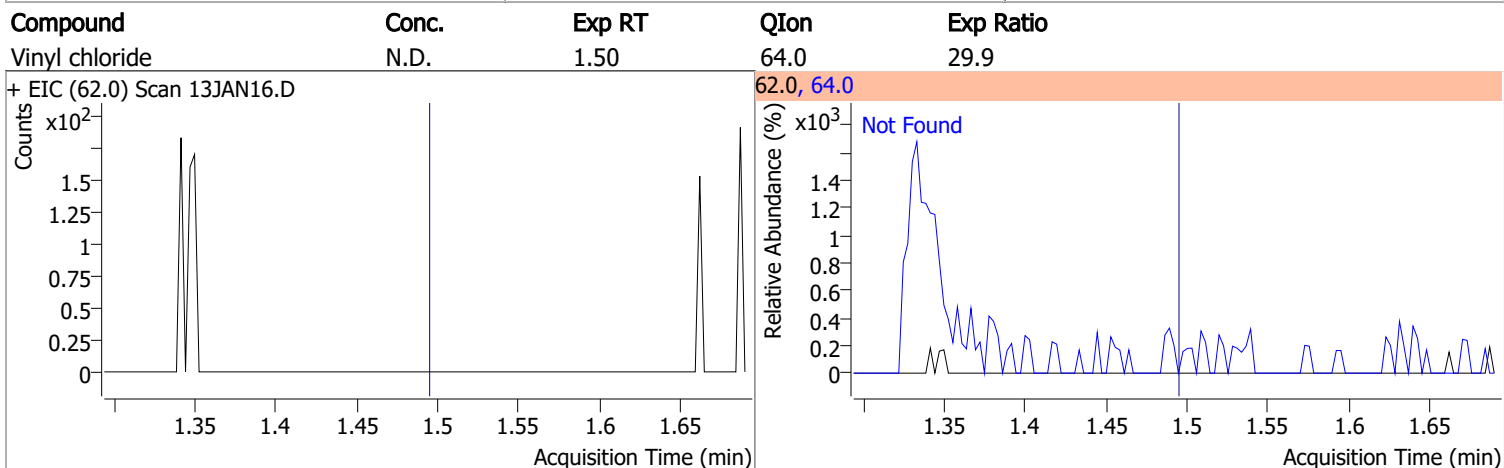 Compound Conc. Exp RT QIon Exp Ratio
Vinyl chloride N.D. 1.50 64.0 29.9
+ EIC (62.0) Scan 13JAN16.D
Counts
x10²
1.5
1.25
1
0.75
0.5
0.25
0
1.35 1.4 1.45 1.5 1.55 1.6 1.65
Acquisition Time (min)
62.0, 64.0
Relative Abundance (%)
x10³
Not Found
1.4
1.2
1
0.8
0.6
0.4
0.2
0
1.35 1.4 1.45 1.5 1.55 1.6 1.65
Acquisition Time (min)